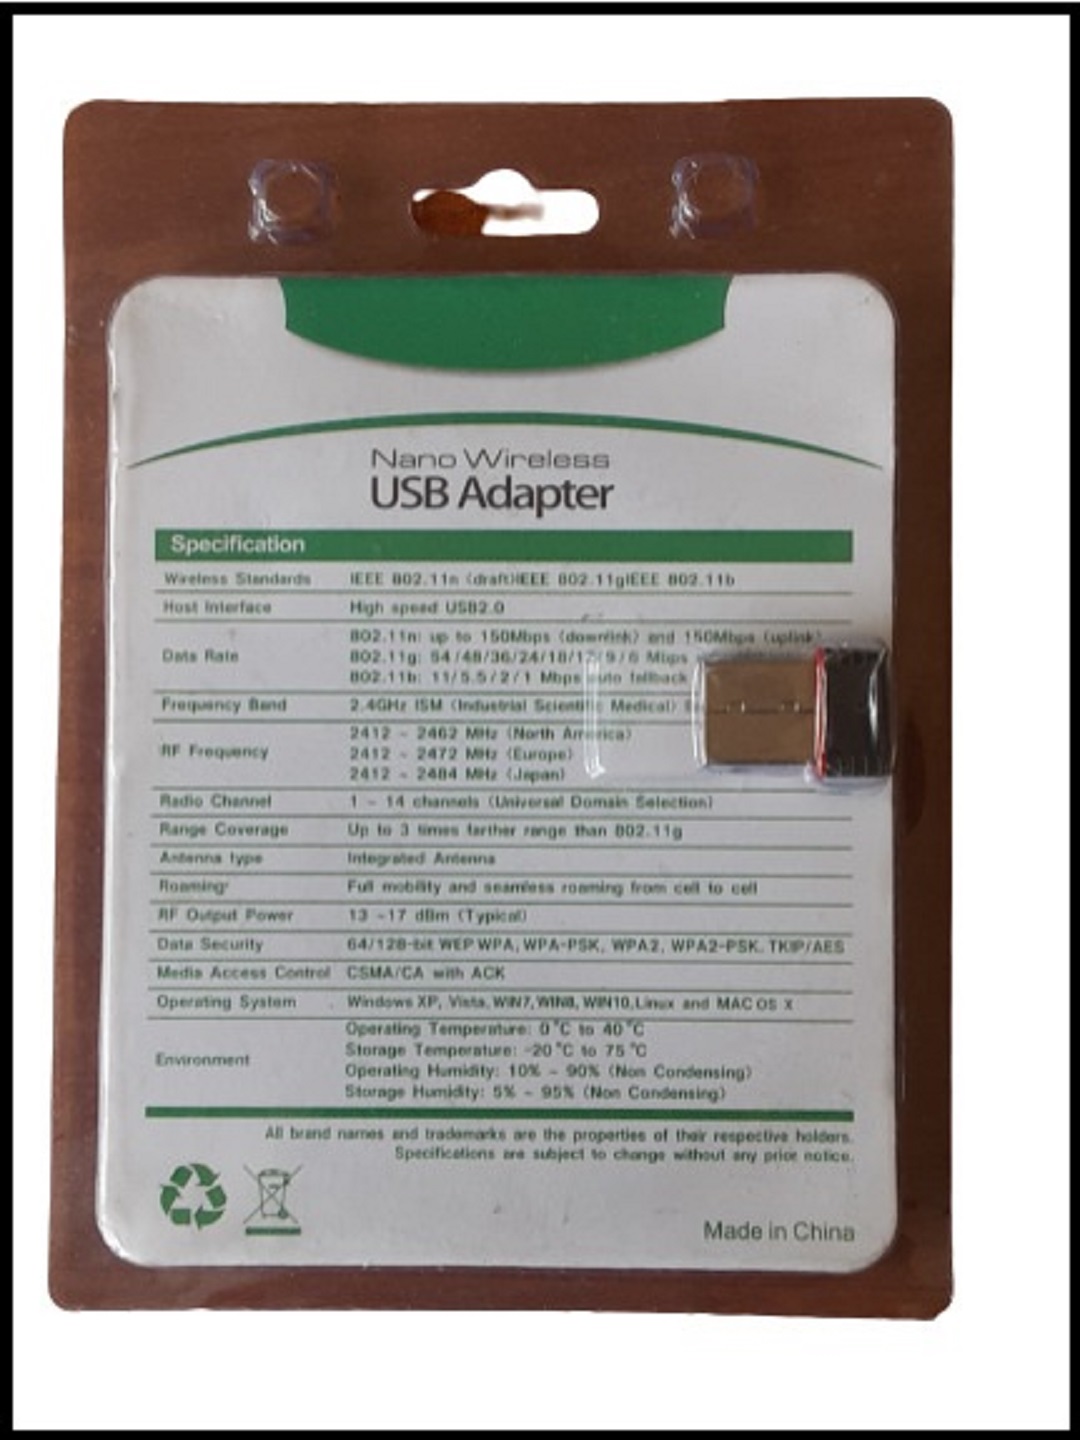 Nano Wireless
USB Adapter
Specification
Wireless Standards IEEE 802.11n (draft)IEEE 802.11gIEEE 802.11b
Host Interface High speed USB2.0
802.11n: up to 150Mbps (downlink) and 150Mbps (uplink)
Data Rate 802.11g: 54/48/36/24/18/12/9/6 Mbps
802.11b: 11/5.5/2/1 Mbps auto fallback
Frequency Band 2.4GHz ISM (Industrial Scientific Medical)
2412 ~ 2462 MHz (North America)
RF Frequency 2412 ~ 2472 MHz (Europe)
2412 ~ 2484 MHz (Japan)
Radio Channel 1 ~ 14 channels (Universal Domain Selection)
Range Coverage Up to 3 times farther range than 802.11g
Antenna type Integrated Antenna
Roaming Full mobility and seamless roaming from cell to cell
RF Output Power 13 ~17 dBm (Typical)
Data Security 64/128-bit WEP WPA, WPA-PSK, WPA2, WPA2-PSK, TKIP/AES
Media Access Control CSMA/CA with ACK
Operating System Windows XP, Vista, WIN7, WIN8, WIN10, Linux and MAC OS X
Operating Temperature: 0°C to 40°C
Storage Temperature: -20°C to 75°C
Environment Operating Humidity: 10% ~ 90% (Non Condensing)
Storage Humidity: 5% ~ 95% (Non Condensing)
All brand names and trademarks are the properties of their respective holders.
Specifications are subject to change without any prior notice.
Made in China